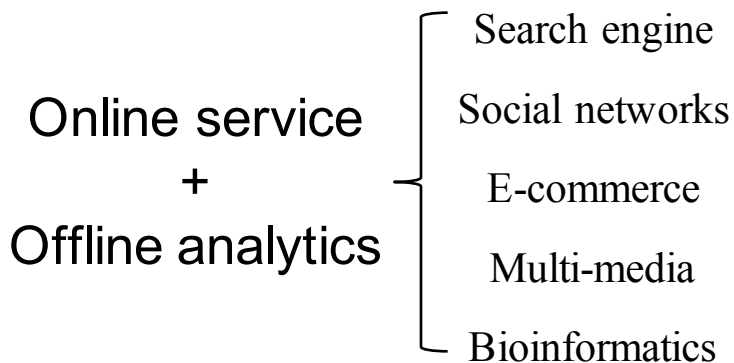 Online service
+
Offline analytics
Search engine
Social networks
E-commerce
Multi-media
Bioinformatics